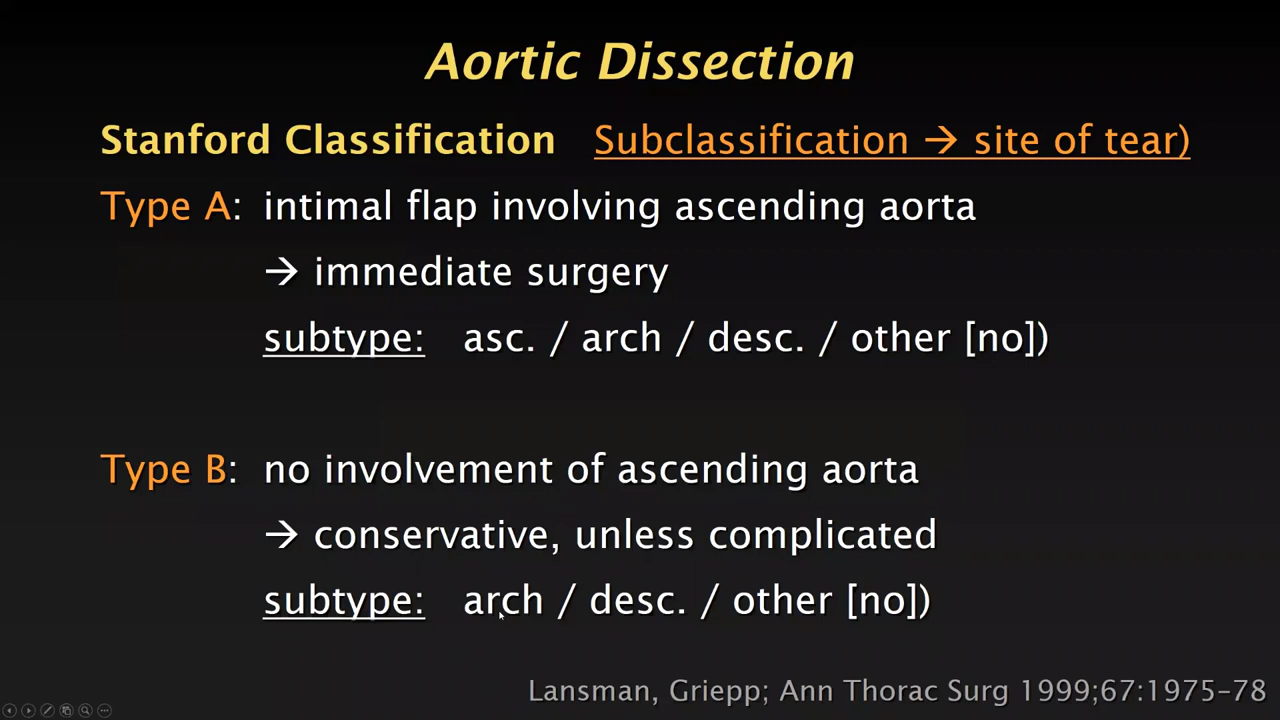 Aortic Dissection
Stanford Classification Subclassification → site of tear)
Type A: intimal flap involving ascending aorta
→ immediate surgery
subtype: asc. / arch / desc. / other [no])
Type B: no involvement of ascending aorta
→ conservative, unless complicated
subtype: arch / desc. / other [no])
Lansman, Griepp; Ann Thorac Surg 1999;67:1975–78